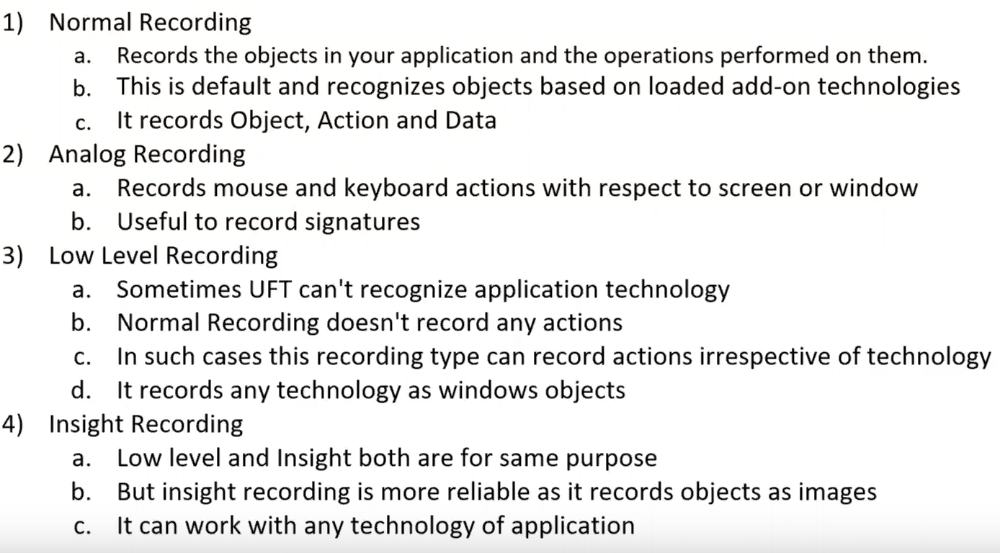 1) Normal Recording
a. Records the objects in your application and the operations performed on them.
b. This is default and recognizes objects based on loaded add-on technologies
c. It records Object, Action and Data
2) Analog Recording
a. Records mouse and keyboard actions with respect to screen or window
b. Useful to record signatures
3) Low Level Recording
a. Sometimes UFT can't recognize application technology
b. Normal Recording doesn't record any actions
c. In such cases this recording type can record actions irrespective of technology
d. It records any technology as windows objects
4) Insight Recording
a. Low level and Insight both are for same purpose
b. But insight recording is more reliable as it records objects as images
c. It can work with any technology of application